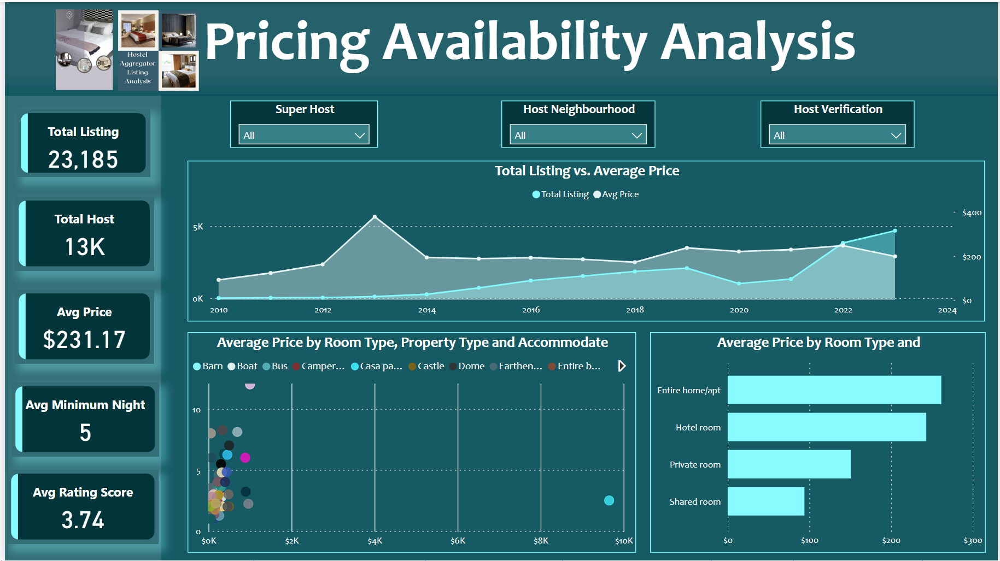 Hostel
Aggregator
Listing
Analysis
Pricing Availability Analysis
Super Host
All
Host Neighbourhood
All
Host Verification
All
Total Listing
23,185
Total Host
13K
Avg Price
$231.17
Avg Minimum Night
5
Avg Rating Score
3.74
Total Listing vs. Average Price
Total Listing Avg Price
5K
0K
$400
$200
$0
2010 2012 2014 2016 2018 2020 2022 2024
Average Price by Room Type, Property Type and Accommodate
Barn Boat Bus Camper... Casa pa... Castle Dome Earthen... Entire b...
10
5
0
$0K $2K $4K $6K $8K $10K
Average Price by Room Type and
Entire home/apt
Hotel room
Private room
Shared room
$0 $100 $200 $300